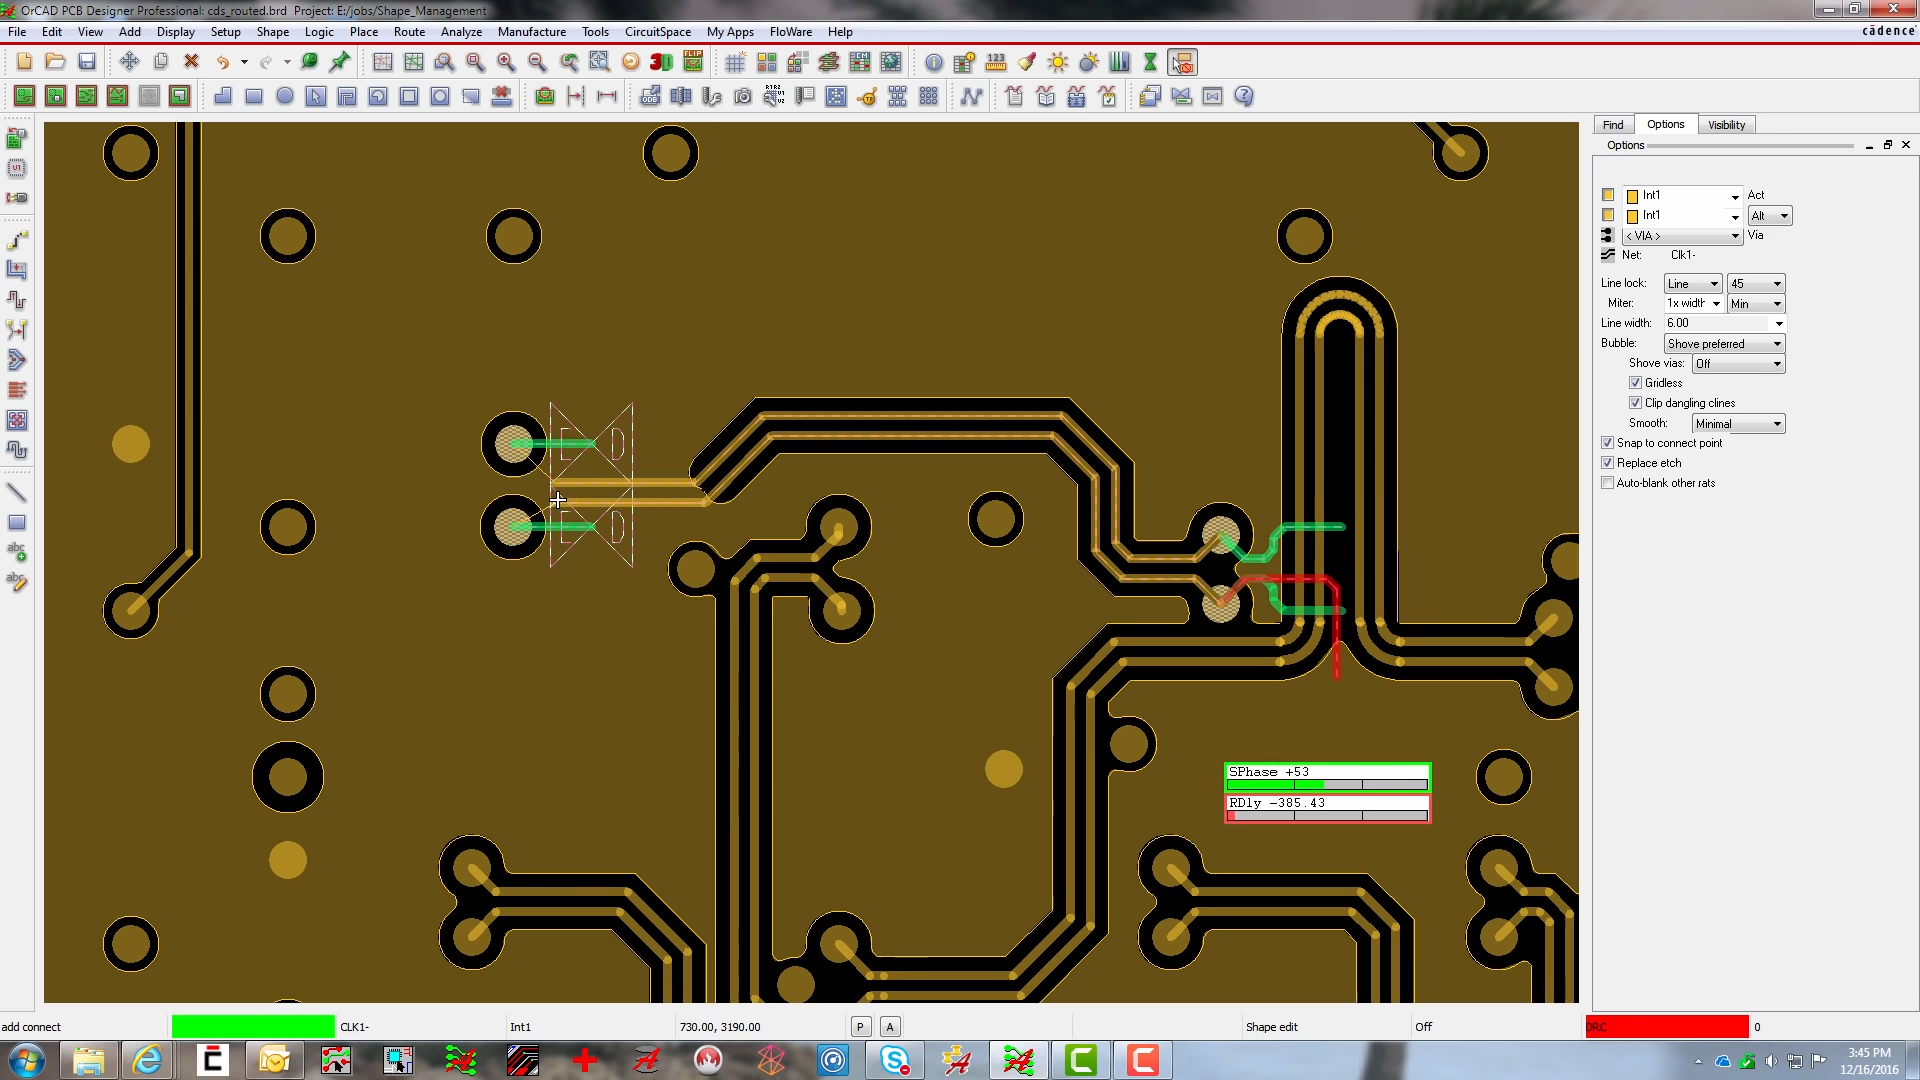 OrCAD PCB Designer Professional: cds_routed.brd  Project: E:/jobs/Shape_Management
File Edit View Add Display Setup Shape Logic Place Route Analyze Manufacture Tools CircuitSpace My Apps FloWare Help
cādence
Find Options Visibility
Options
Int1 Act
Int1 Alt
< VIA > Via
Net: Clk1-
Line lock: Line 45
Miter: 1x width Min
Line width: 6.00
Bubble: Shove preferred
Shove vias: Off
Gridless
Clip dangling clines
Smooth: Minimal
Snap to connect point
Replace etch
Auto-blank other rats
SPhase +53
RDly -385.43
add connect CLK1- Int1 730.00, 3190.00 P A Shape edit Off DRC 0
3:45 PM
12/16/2016